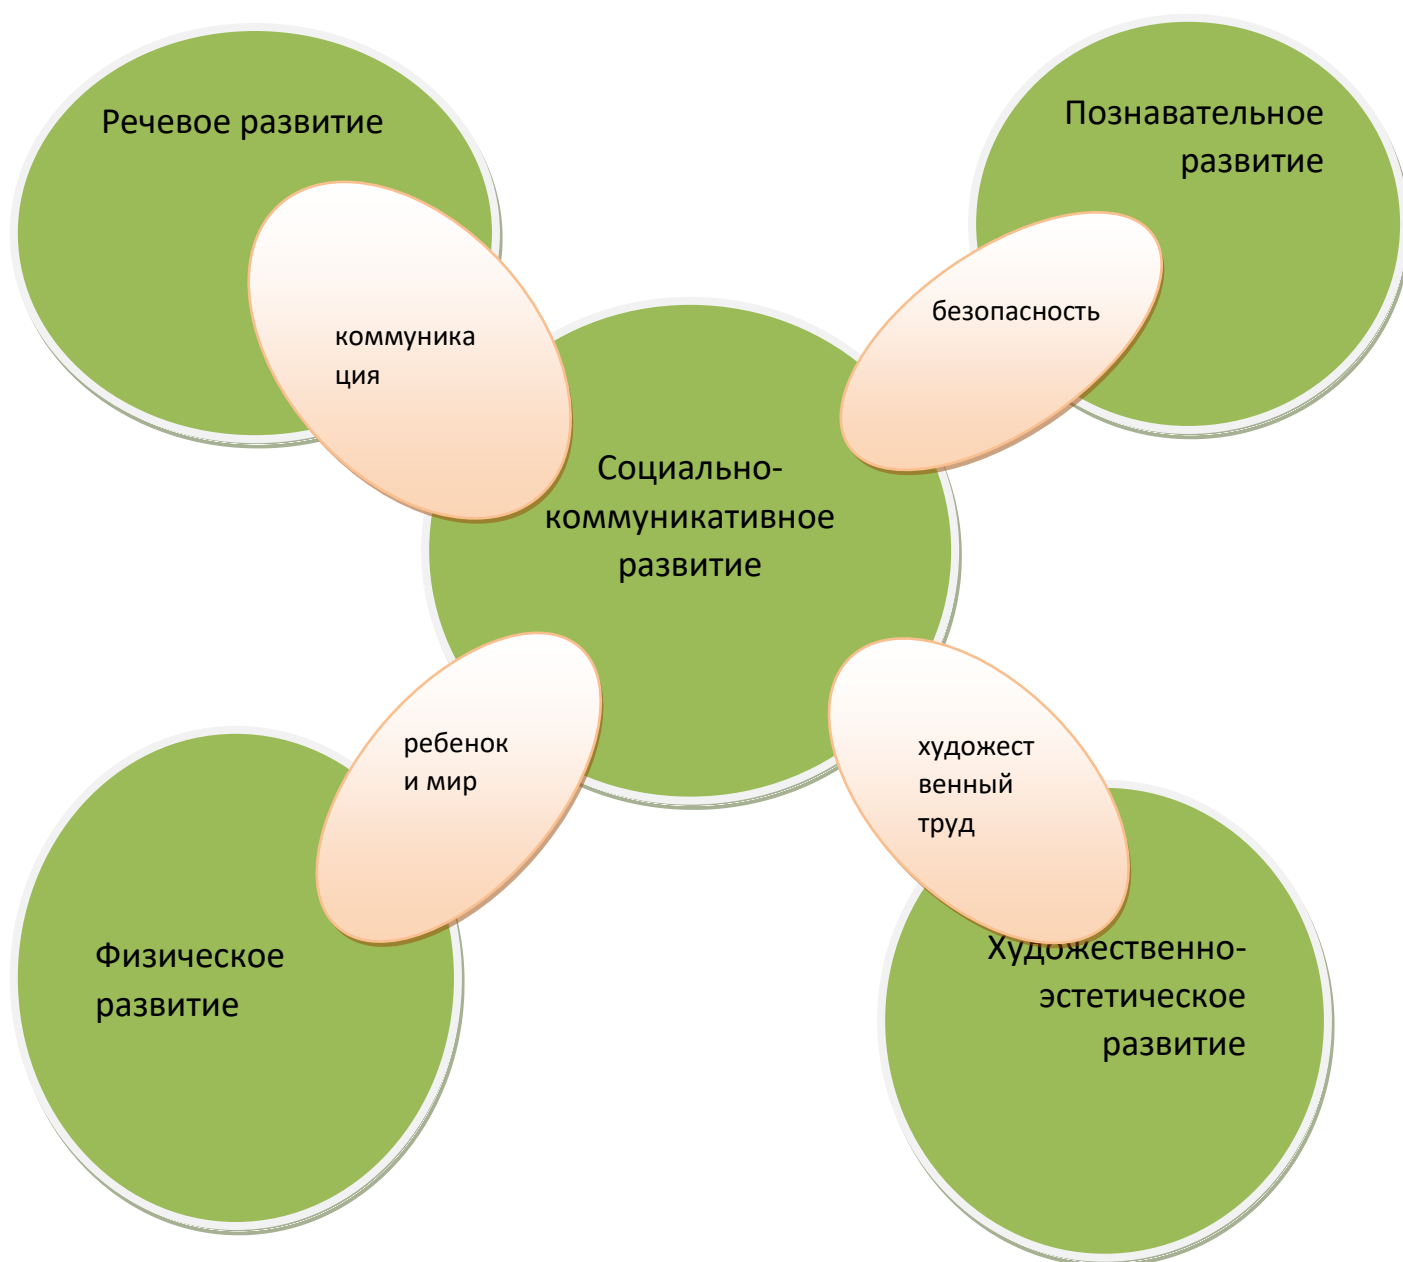 Речевое развитие
Познавательное
развитие
коммуника
ция
безопасность
Социально-
коммуникативное
развитие
ребенок
и мир
художест
венный
труд
Физическое
развитие
Художественно-
эстетическое
развитие